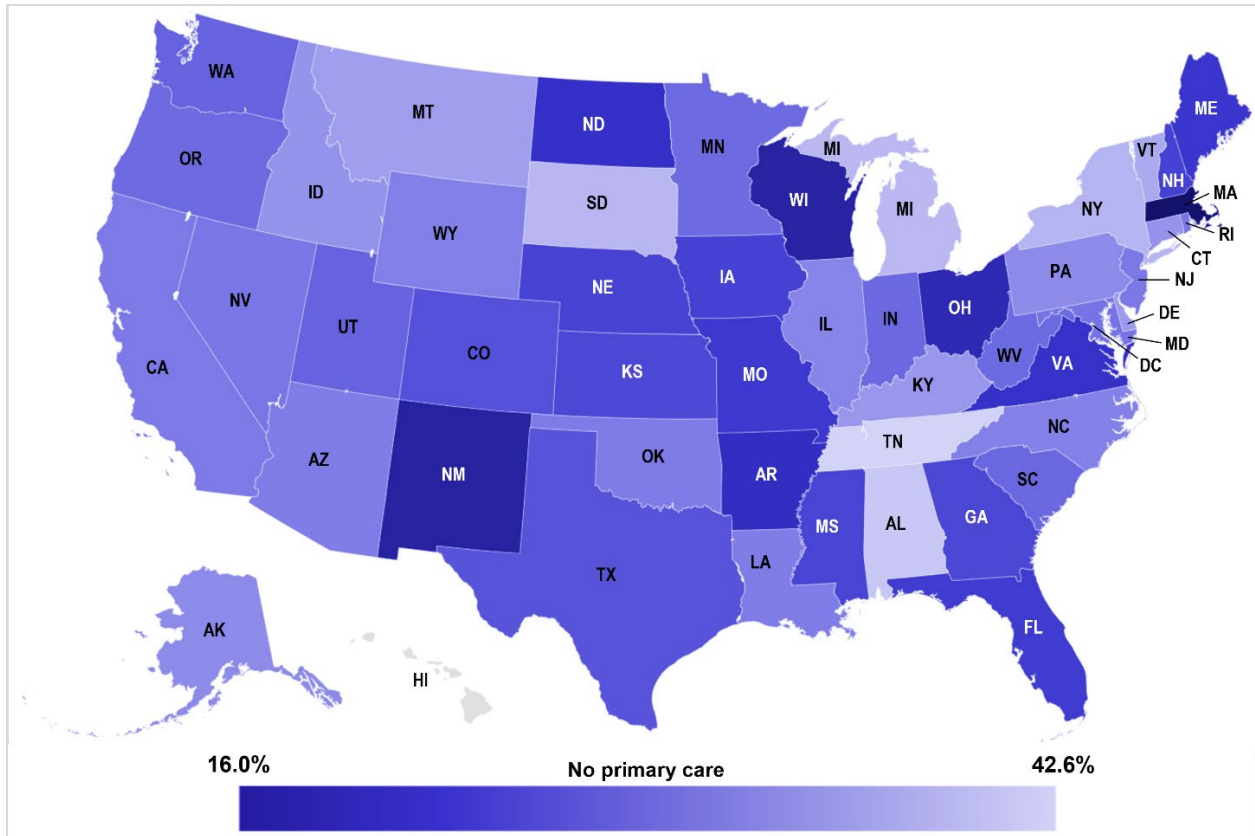 WA
MT
ND
MN
ME
OR
ID
SD
WI
MI
VT
NH
MA
WY
MI
NY
RI
CT
NE
IA
PA
NJ
NV
UT
CO
IL
IN
OH
DE
MD
DC
CA
KS
MO
WV
VA
KY
AZ
NM
OK
AR
TN
NC
SC
TX
LA
MS
AL
GA
AK
HI
FL
16.0%
No primary care
42.6%